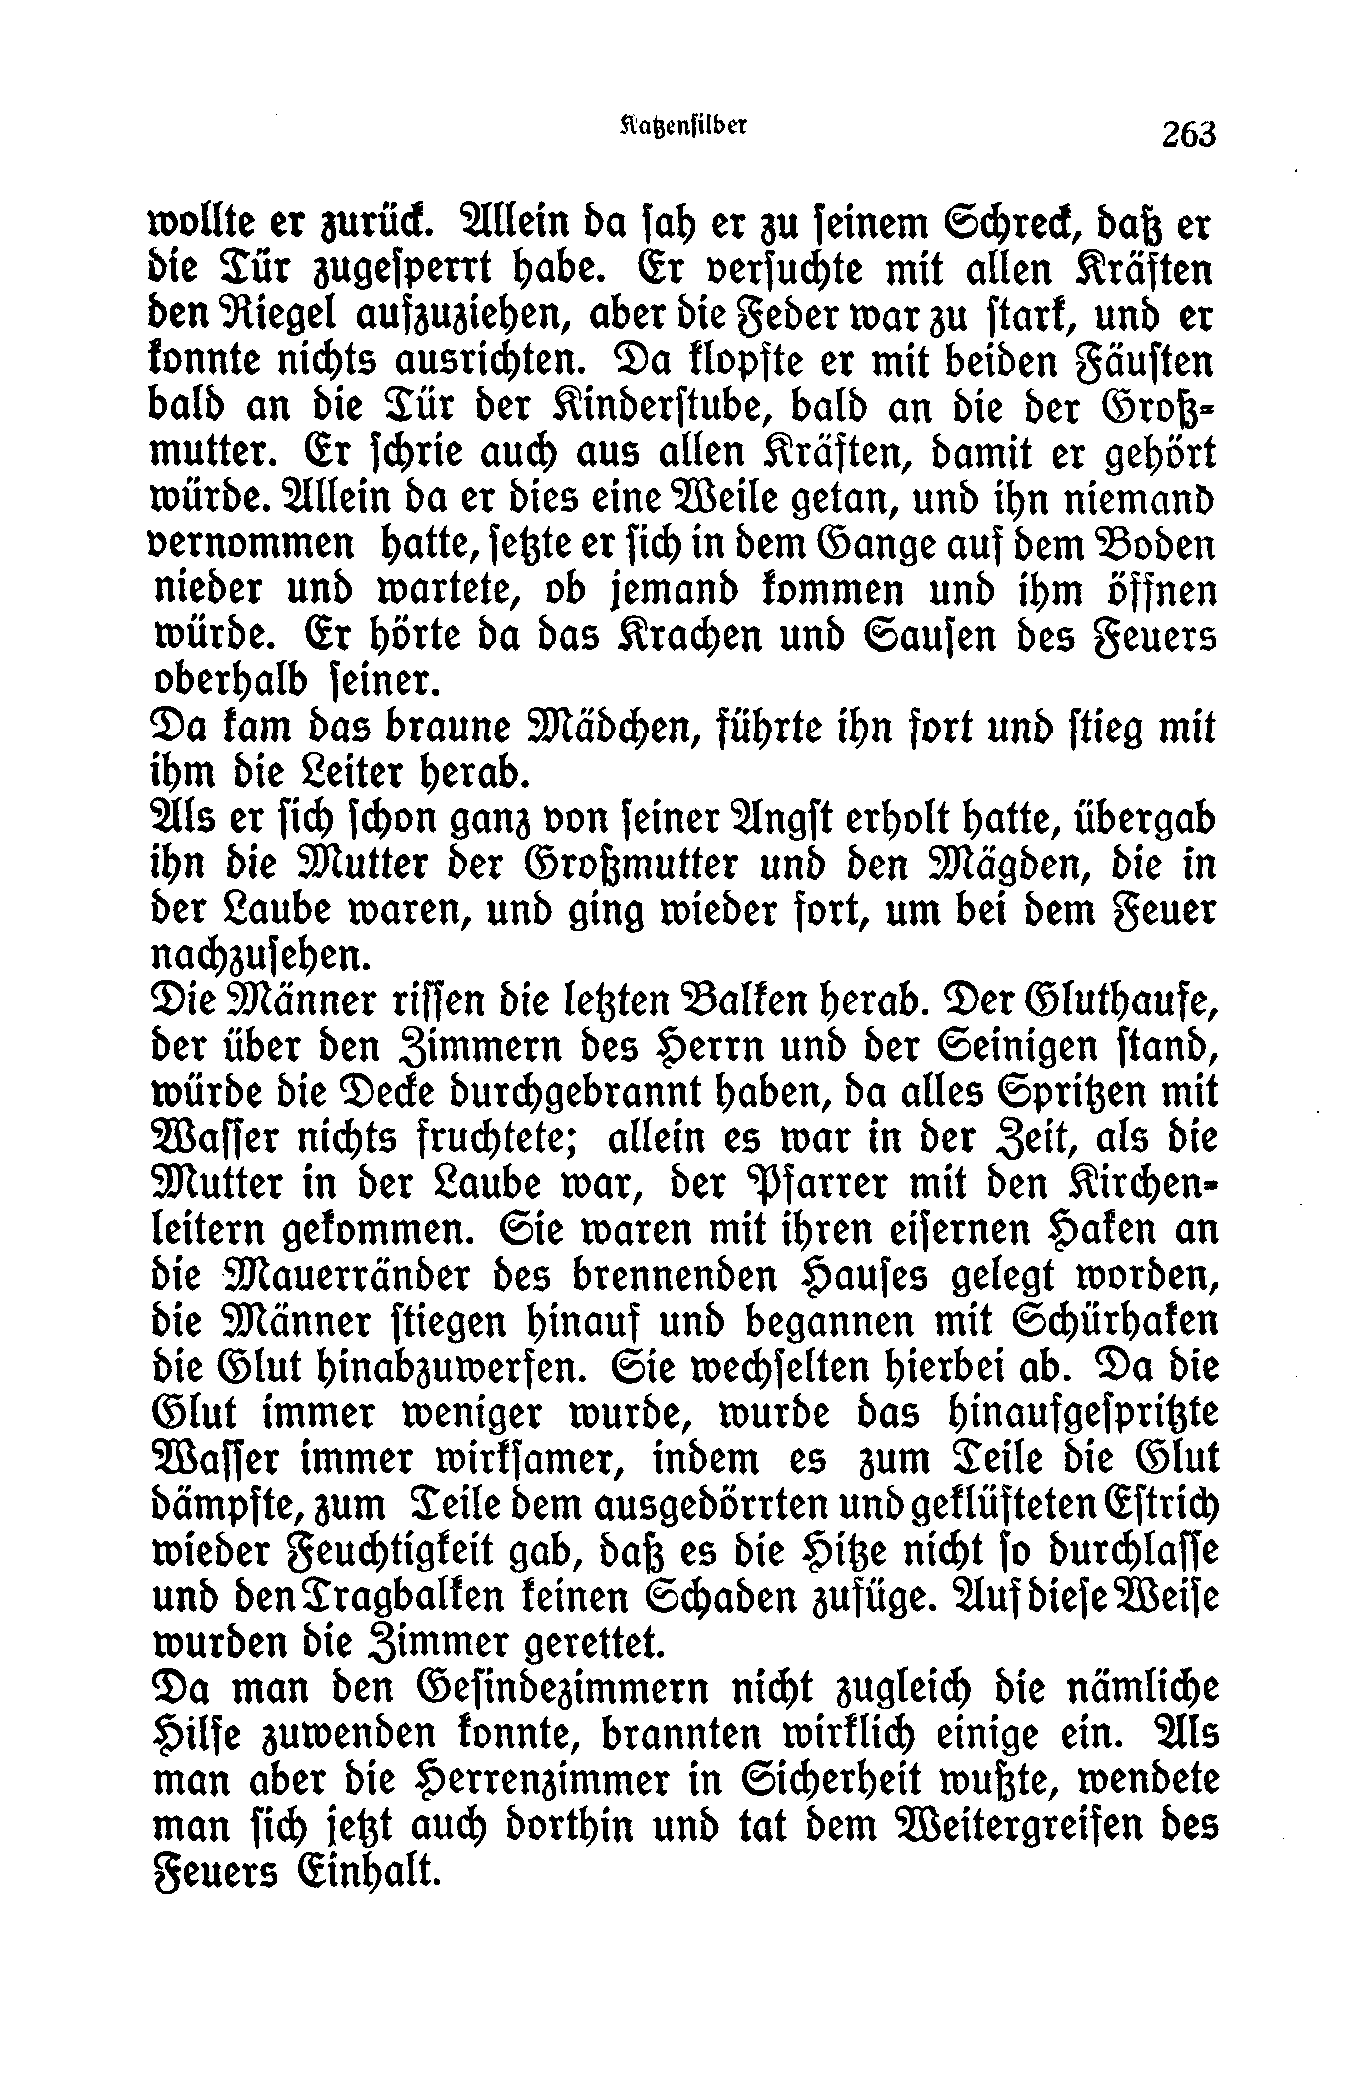 Katzensilber
263
wollte er zurück. Allein da sah er zu seinem Schreck, daß er
die Tür zugesperrt habe. Er versuchte mit allen Kräften
den Riegel aufzuziehen, aber die Feder war zu stark, und er
konnte nichts ausrichten. Da klopfte er mit beiden Fäusten
bald an die Tür der Kinderstube, bald an die der Groß-
mutter. Er schrie auch aus allen Kräften, damit er gehört
würde. Allein da er dies eine Weile getan, und ihn niemand
vernommen hatte, setzte er sich in dem Gange auf dem Boden
nieder und wartete, ob jemand kommen und ihm öffnen
würde. Er hörte da das Krachen und Sausen des Feuers
oberhalb seiner.
Da kam das braune Mädchen, führte ihn fort und stieg mit
ihm die Leiter herab.
Als er sich schon ganz von seiner Angst erholt hatte, übergab
ihn die Mutter der Großmutter und den Mägden, die in
der Laube waren, und ging wieder fort, um bei dem Feuer
nachzusehen.
Die Männer rissen die letzten Balken herab. Der Gluthaufe,
der über den Zimmern des Herrn und der Seinigen stand,
würde die Decke durchgebrannt haben, da alles Spritzen mit
Wasser nichts fruchtete; allein es war in der Zeit, als die
Mutter in der Laube war, der Pfarrer mit den Kirchen-
leitern gekommen. Sie waren mit ihren eisernen Haken an
die Mauerränder des brennenden Hauses gelegt worden,
die Männer stiegen hinauf und begannen mit Schürhaken
die Glut hinabzuwerfen. Sie wechselten hierbei ab. Da die
Glut immer weniger wurde, wurde das hinaufgespritzte
Wasser immer wirksamer, indem es zum Teile die Glut
dämpfte, zum Teile dem ausgedörrten und geklüfteten Estrich
wieder Feuchtigkeit gab, daß es die Hitze nicht so durchlasse
und den Tragbalken keinen Schaden zufüge. Auf diese Weise
wurden die Zimmer gerettet.
Da man den Gesindezimmern nicht zugleich die nämliche
Hilfe zuwenden konnte, brannten wirklich einige ein. Als
man aber die Herrenzimmer in Sicherheit wußte, wendete
man sich jetzt auch dorthin und tat dem Weitergreifen des
Feuers Einhalt.